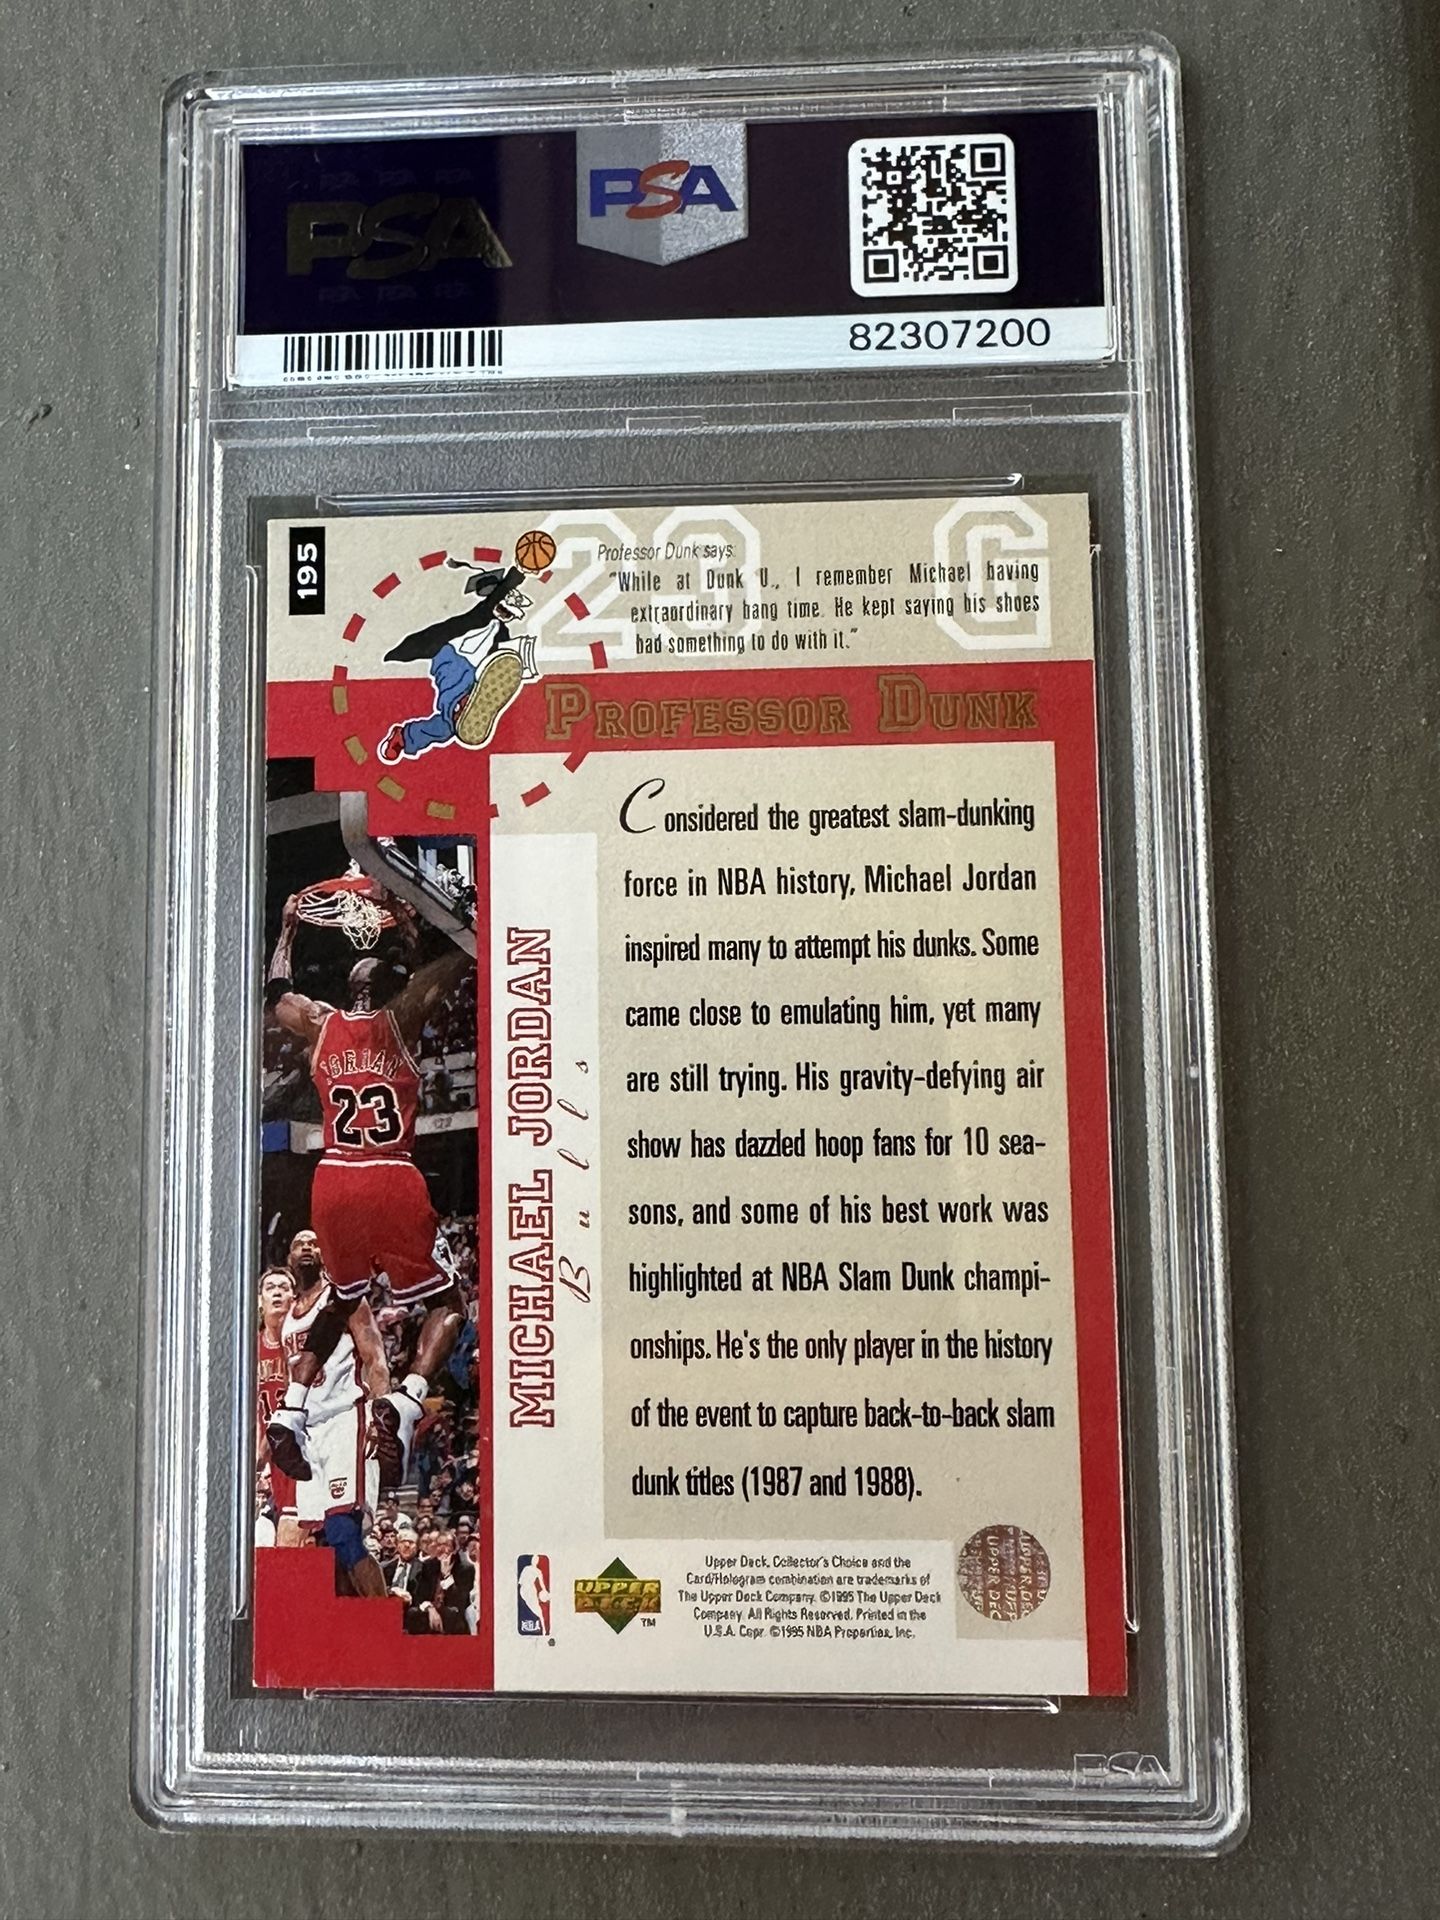 PSA
PSA
82307200
195
23 G
Professor Dunk says:
"While at Dunk U., I remember Michael having
extraordinary hang time. He kept saying his shoes
had something to do with it."
PROFESSOR DUNK
Considered the greatest slam-dunking
force in NBA history, Michael Jordan
inspired many to attempt his dunks. Some
came close to emulating him, yet many
are still trying. His gravity-defying air
show has dazzled hoop fans for 10 sea-
sons, and some of his best work was
highlighted at NBA Slam Dunk champi-
onships. He's the only player in the history
of the event to capture back-to-back slam
dunk titles (1987 and 1988).
MICHAEL JORDAN
Bulls
JORDAN
23
NBA
UPPER
DECK
TM
Upper Deck, Collector's Choice and the
Card/Hologram combination are trademarks of
The Upper Deck Company. ©1995 The Upper Deck
Company. All Rights Reserved. Printed in the
U.S.A. Copr. ©1995 NBA Properties, Inc.
UPPER DEC
PSA